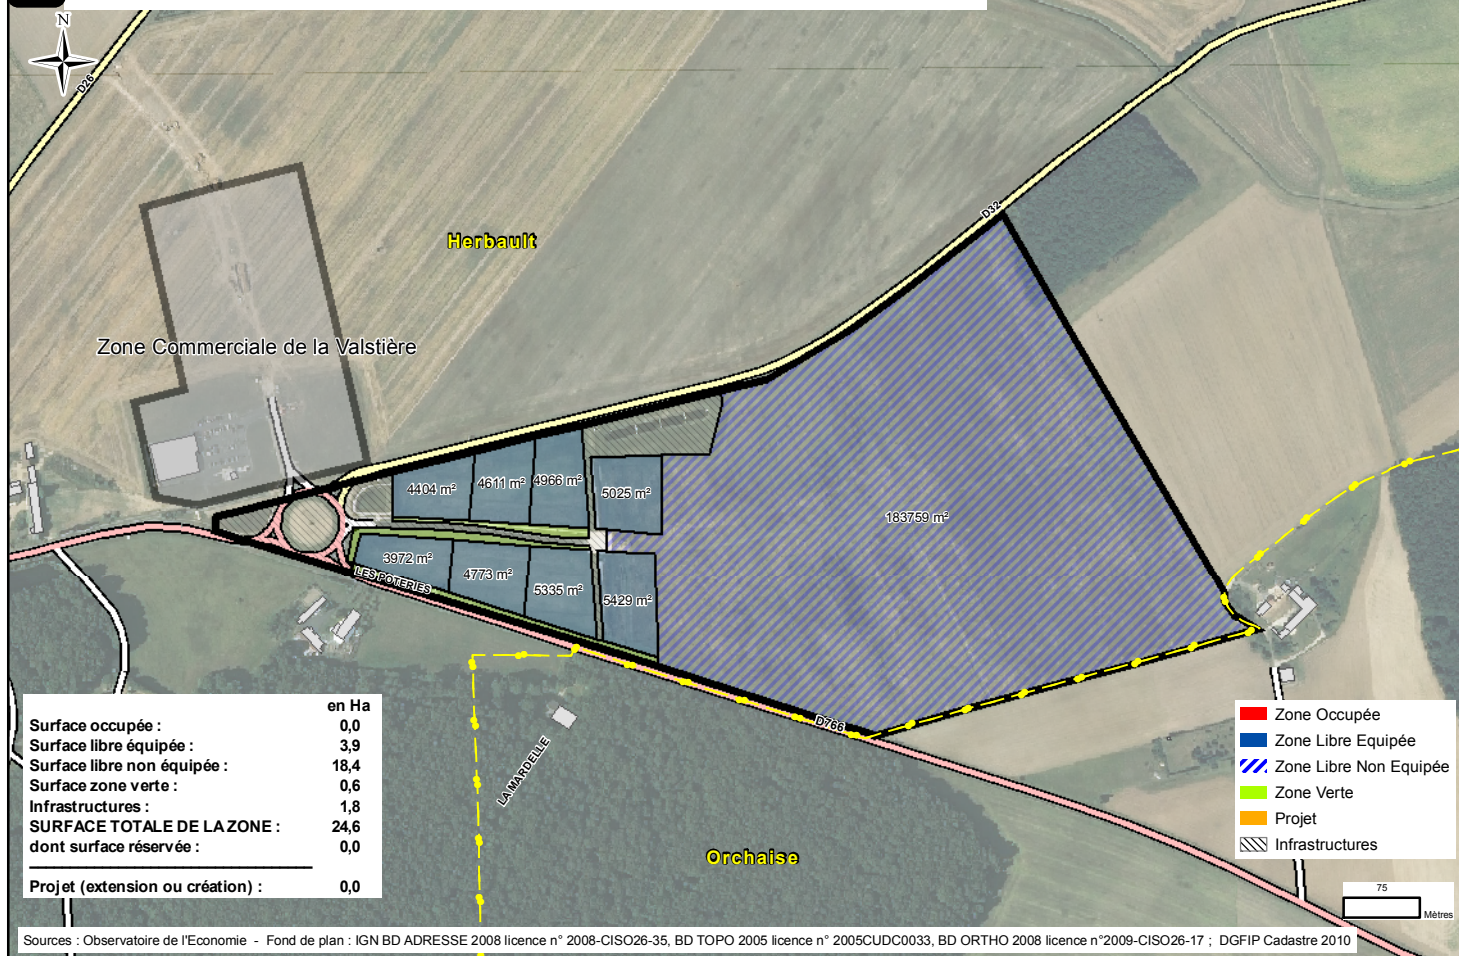 N
D26
Herbault
D32
Zone Commerciale de la Valstière
4404 m²
4611 m²
4966 m²
5025 m²
183759 m²
3972 m²
4773 m²
5335 m²
5429 m²
LES POTERIES
D766
LA MARDELLE
Orchaise
en Ha
Surface occupée : 0,0
Surface libre équipée : 3,9
Surface libre non équipée : 18,4
Surface zone verte : 0,6
Infrastructures : 1,8
SURFACE TOTALE DE LA ZONE : 24,6
dont surface réservée : 0,0
Projet (extension ou création) : 0,0
Zone Occupée
Zone Libre Equipée
Zone Libre Non Equipée
Zone Verte
Projet
Infrastructures
75
Mètres
Sources : Observatoire de l'Economie - Fond de plan : IGN BD ADRESSE 2008 licence n° 2008-CISO26-35, BD TOPO 2005 licence n° 2005CUDC0033, BD ORTHO 2008 licence n°2009-CISO26-17 ; DGFIP Cadastre 2010